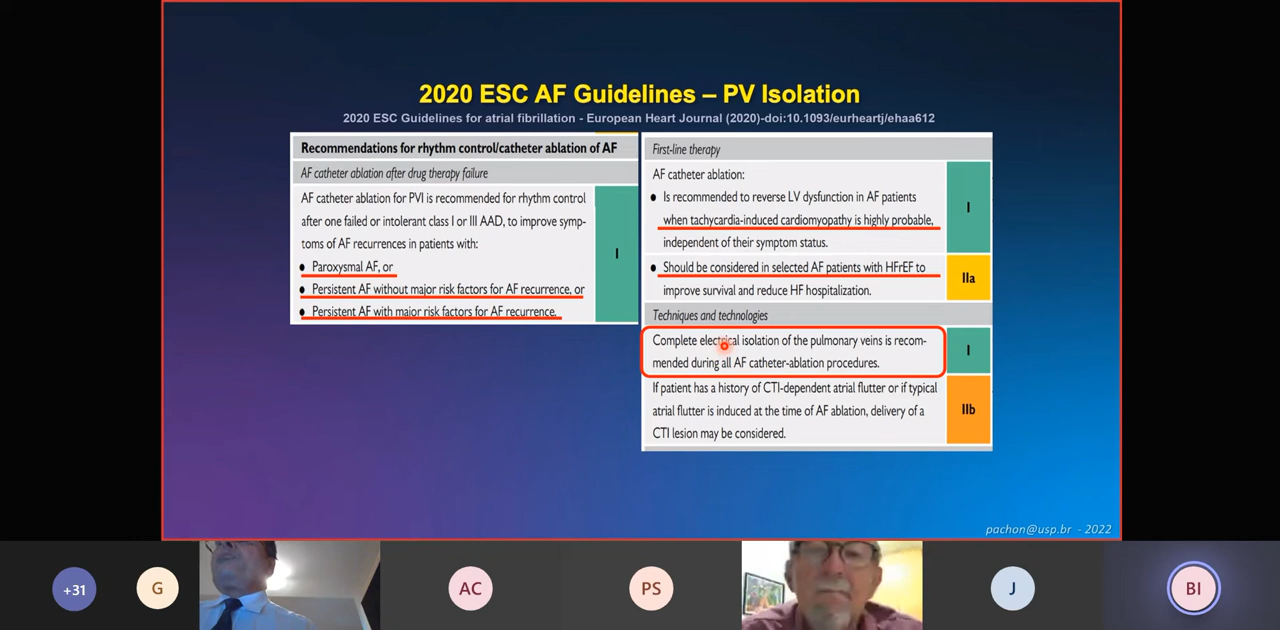 2020 ESC AF Guidelines – PV Isolation
2020 ESC Guidelines for atrial fibrillation - European Heart Journal (2020)-doi:10.1093/eurheartj/ehaa612
Recommendations for rhythm control/catheter ablation of AF
AF catheter ablation after drug therapy failure
AF catheter ablation for PVI is recommended for rhythm control
after one failed or intolerant class I or III AAD, to improve symp-
toms of AF recurrences in patients with:
● Paroxysmal AF, or
● Persistent AF without major risk factors for AF recurrence, or
● Persistent AF with major risk factors for AF recurrence.
I
First-line therapy
AF catheter ablation:
● Is recommended to reverse LV dysfunction in AF patients
when tachycardia-induced cardiomyopathy is highly probable,
independent of their symptom status.
I
● Should be considered in selected AF patients with HFrEF to
improve survival and reduce HF hospitalization.
IIa
Techniques and technologies
Complete electrical isolation of the pulmonary veins is recom-
mended during all AF catheter-ablation procedures.
I
If patient has a history of CTI-dependent atrial flutter or if typical
atrial flutter is induced at the time of AF ablation, delivery of a
CTI lesion may be considered.
IIb
pachon@usp.br - 2022
+31
G
AC
PS
J
BI